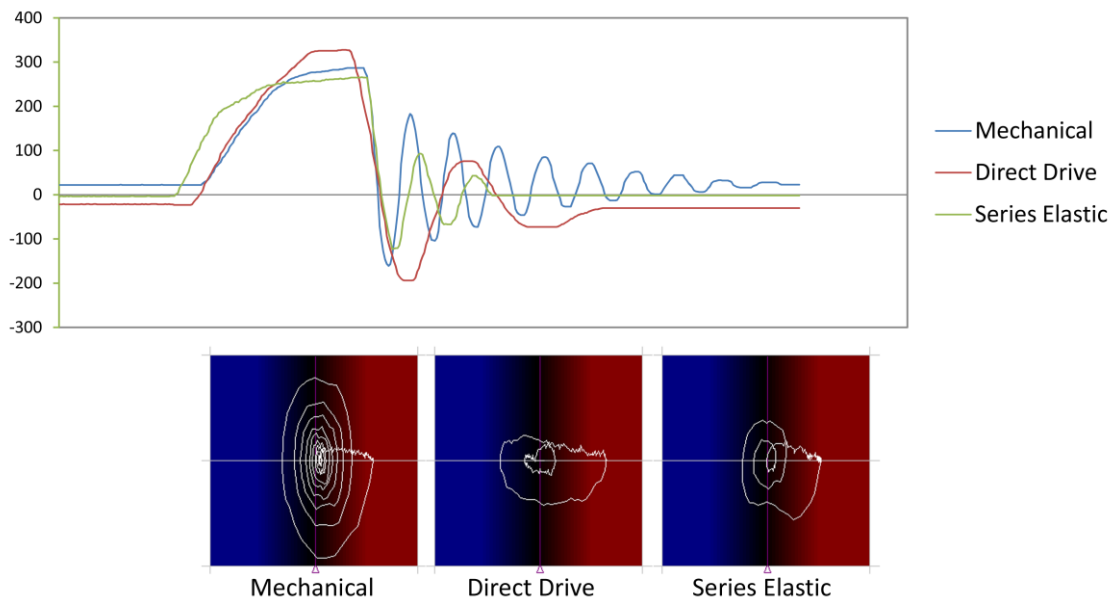 400
300
200
100
0
-100
-200
-300
Mechanical
Direct Drive
Series Elastic
Mechanical
Direct Drive
Series Elastic